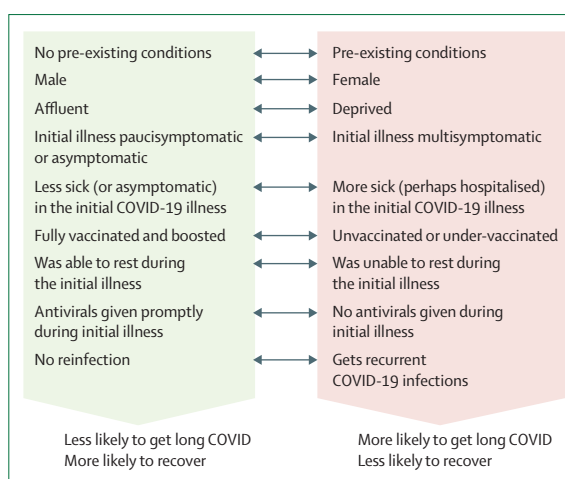 No pre-existing conditions
Pre-existing conditions
Male
Female
Affluent
Deprived
Initial illness paucisymptomatic
or asymptomatic
Initial illness multisymptomatic
Less sick (or asymptomatic)
in the initial COVID-19 illness
More sick (perhaps hospitalised)
in the initial COVID-19 illness
Fully vaccinated and boosted
Unvaccinated or under-vaccinated
Was able to rest during
the initial illness
Was unable to rest during
the initial illness
Antivirals given promptly
during initial illness
No antivirals given during
initial illness
No reinfection
Gets recurrent
COVID-19 infections
Less likely to get long COVID
More likely to recover
More likely to get long COVID
Less likely to recover